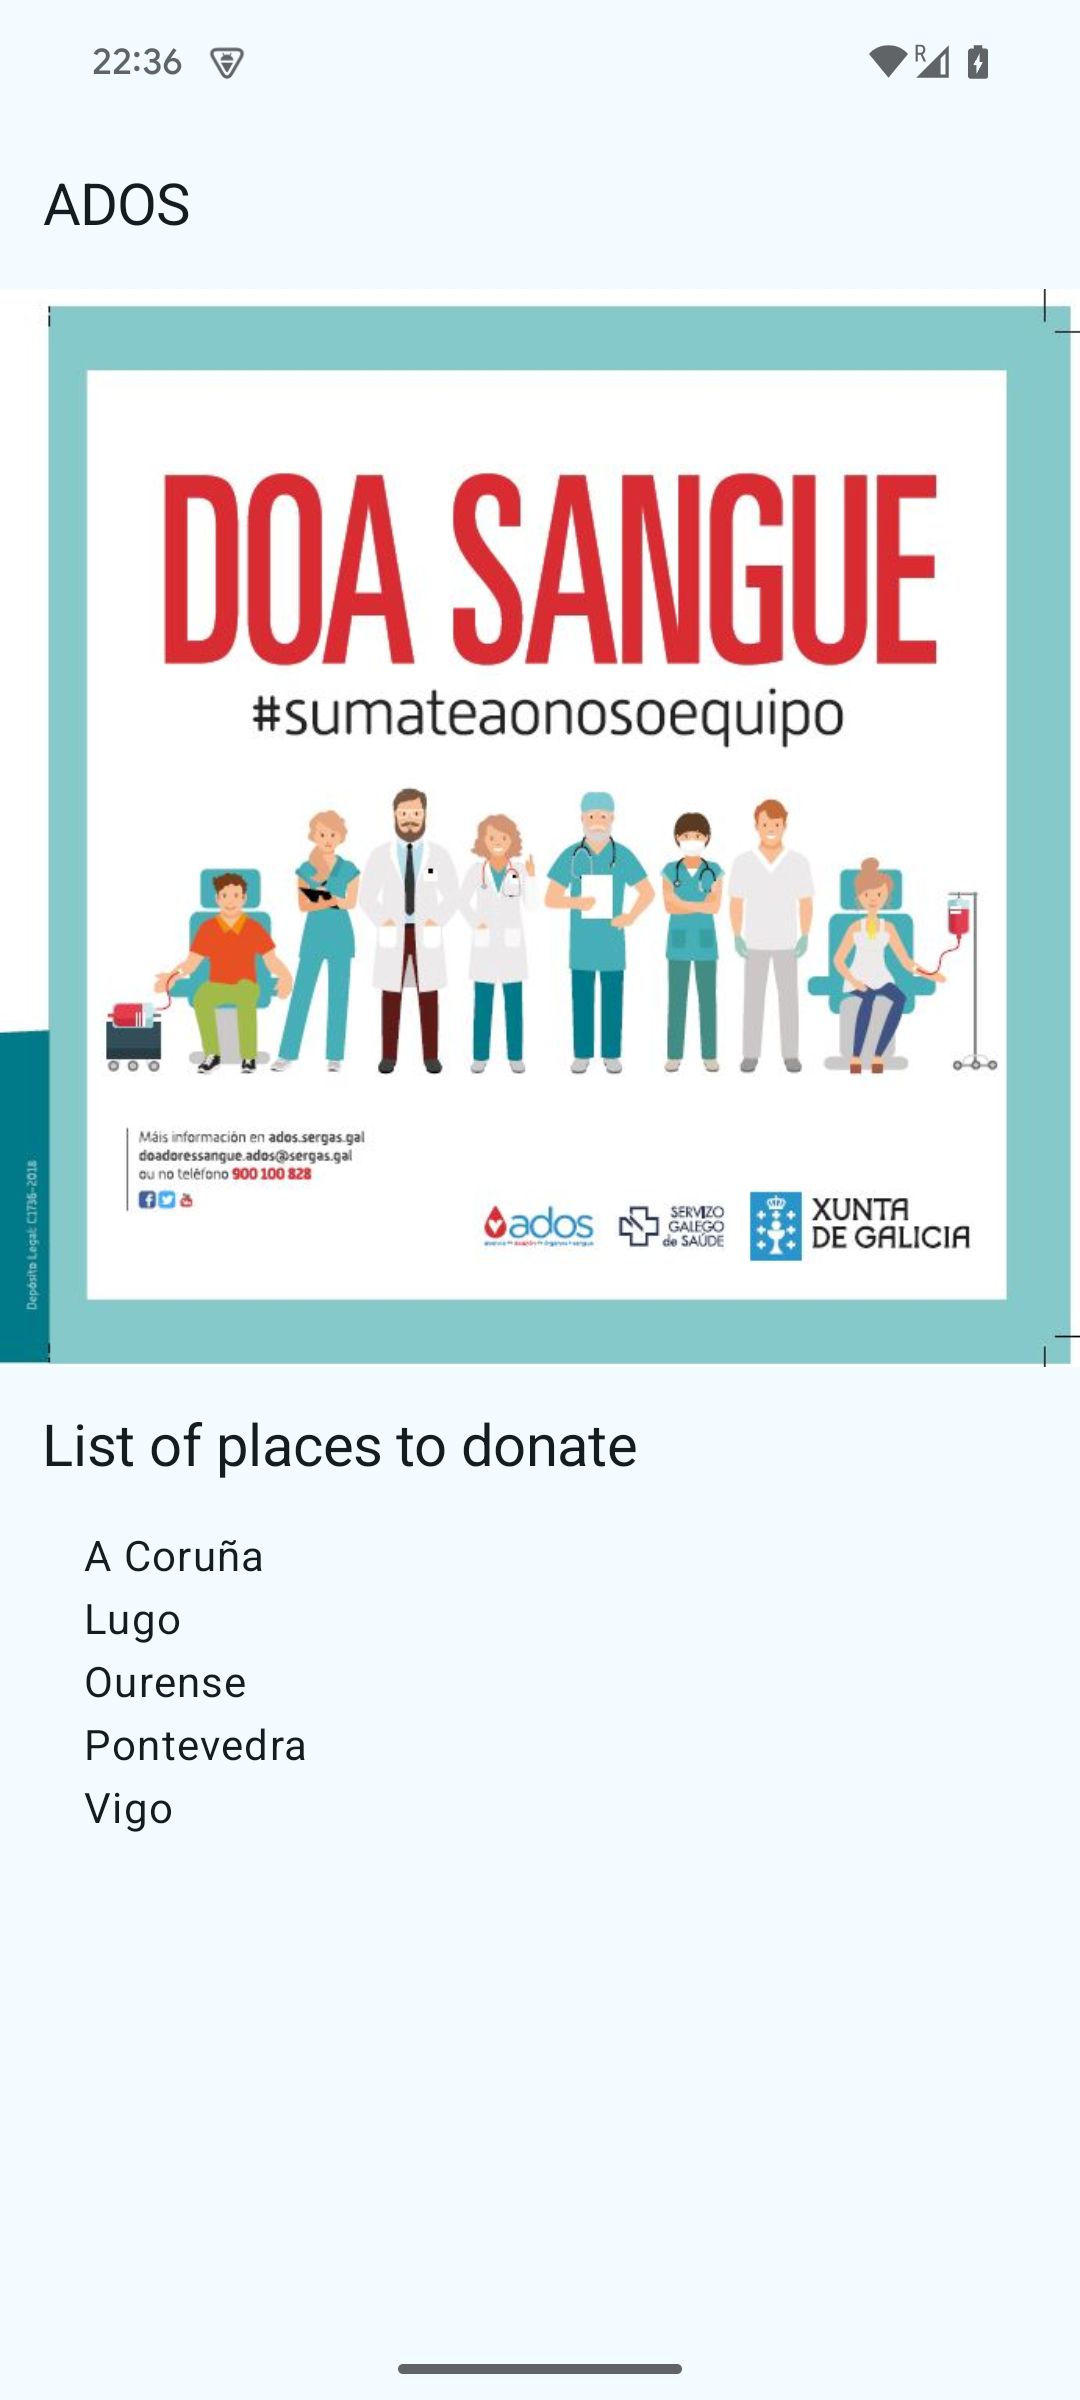 22:36
R
ADOS
DOA SANGUE
#sumateaonosoequipo
Máis información en ados.sergas.gal
doadoressangue.ados@sergas.gal
ou no teléfono 900 100 828
Depósito Legal: C1736-2018
ados
SERVIZO
GALEGO
de SAÚDE
XUNTA
DE GALICIA
List of places to donate
A Coruña
Lugo
Ourense
Pontevedra
Vigo